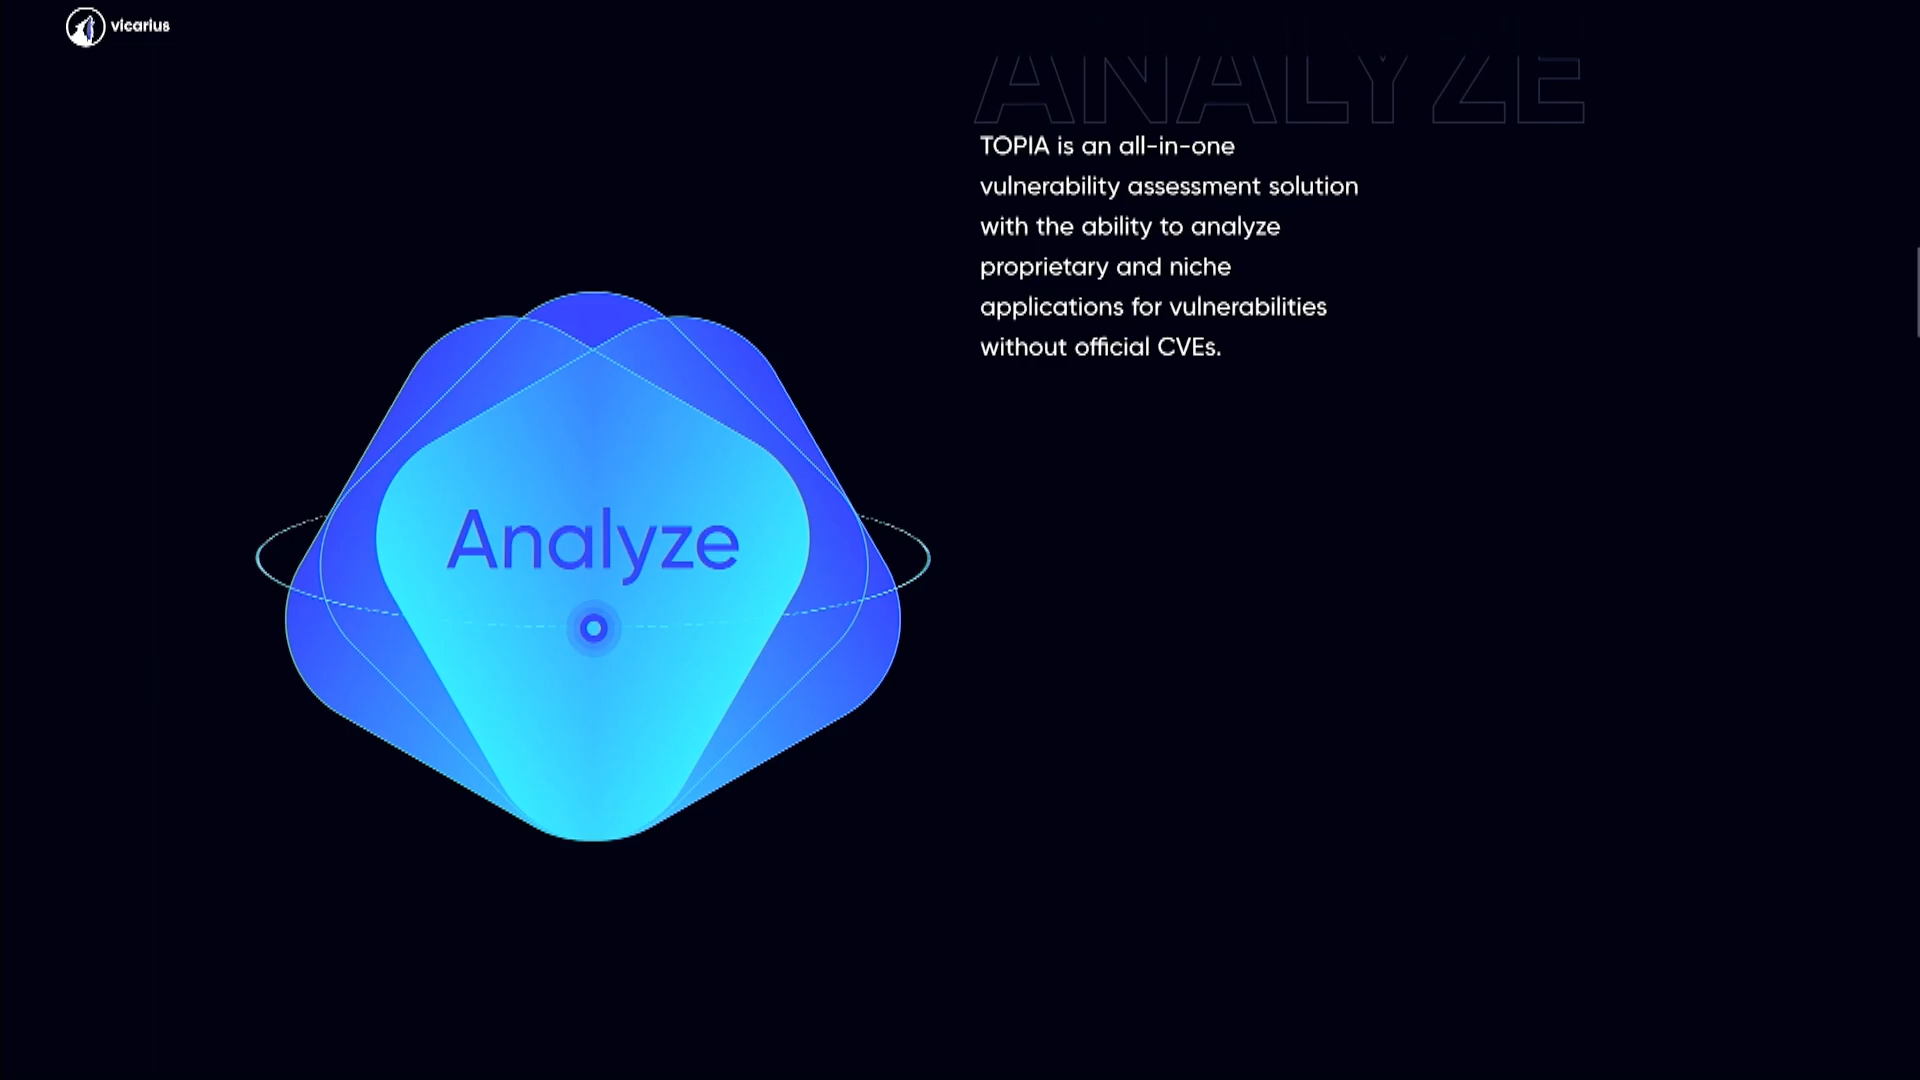 vicarius
ANALYZE
TOPIA is an all-in-one
vulnerability assessment solution
with the ability to analyze
proprietary and niche
applications for vulnerabilities
without official CVEs.
Analyze